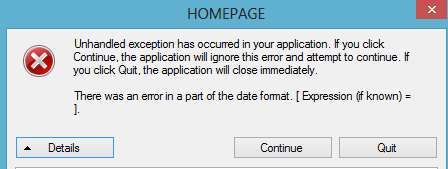 HOMEPAGE
Unhandled exception has occurred in your application. If you click
Continue, the application will ignore this error and attempt to continue. If
you click Quit, the application will close immediately.
There was an error in a part of the date format. [ Expression (if known) =
].
Details
Continue
Quit